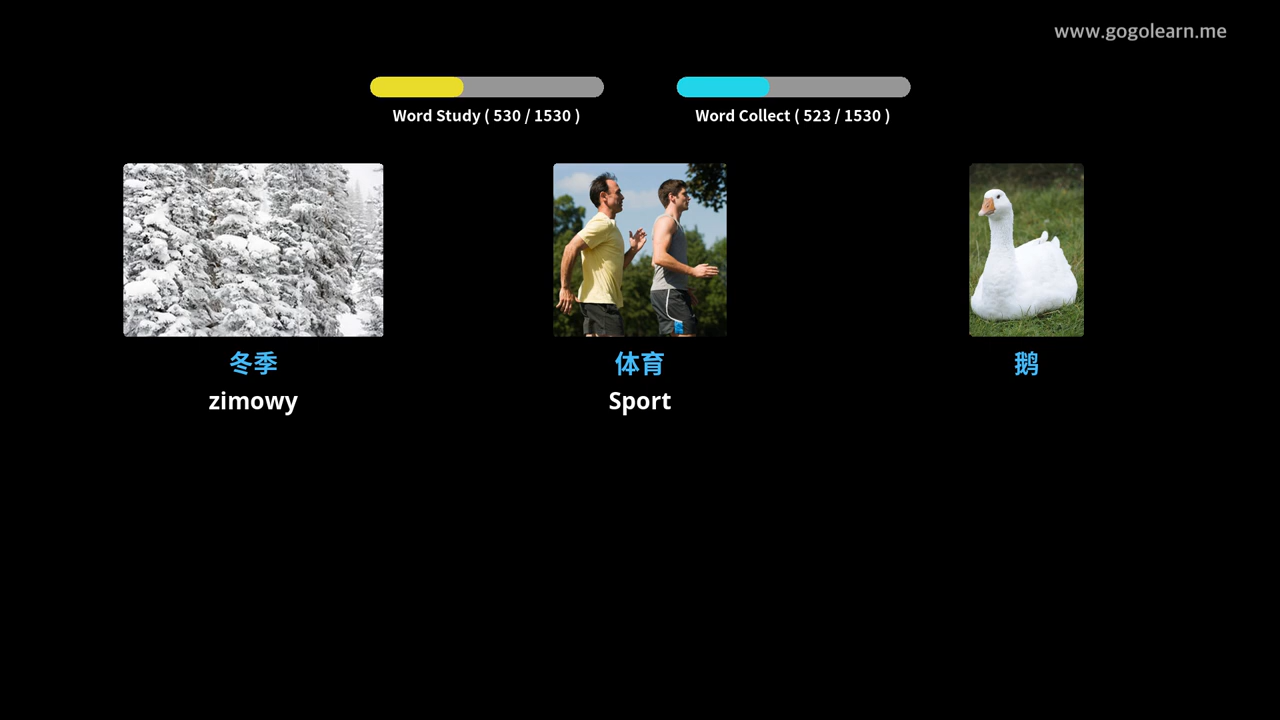 www.gogolearn.me
Word Study ( 530 / 1530 )
Word Collect ( 523 / 1530 )
冬季
体育
鹅
zimowy
Sport